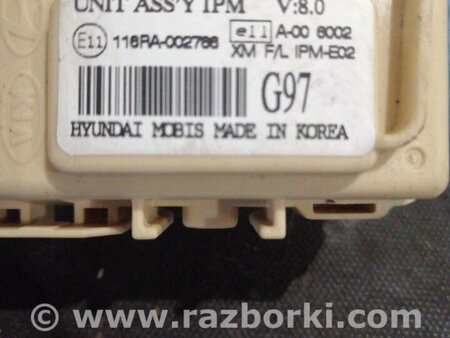 UNIT ASS'Y IPM V:8.0
E11 116RA-002766 e11 A-00 6002
XM F/L IPM-E02
G97
HYUNDAI MOBIS MADE IN KOREA
KIA
© www.razborki.com